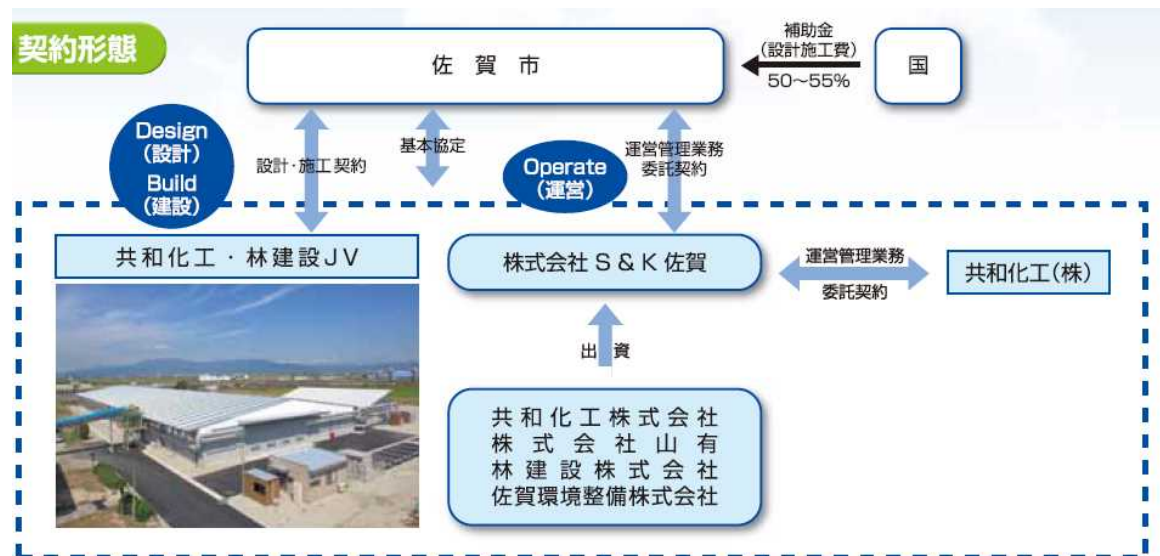 契約形態
佐賀市
補助金
(設計施工費)
50～55%
国
Design
(設計)
Build
(建設)
設計・施工契約
基本協定
Operate
(運営)
運営管理業務
委託契約
共和化工・林建設JV
株式会社S&K佐賀
運営管理業務
委託契約
共和化工(株)
出資
共和化工株式会社
株式会社山有
林建設株式会社
佐賀環境整備株式会社